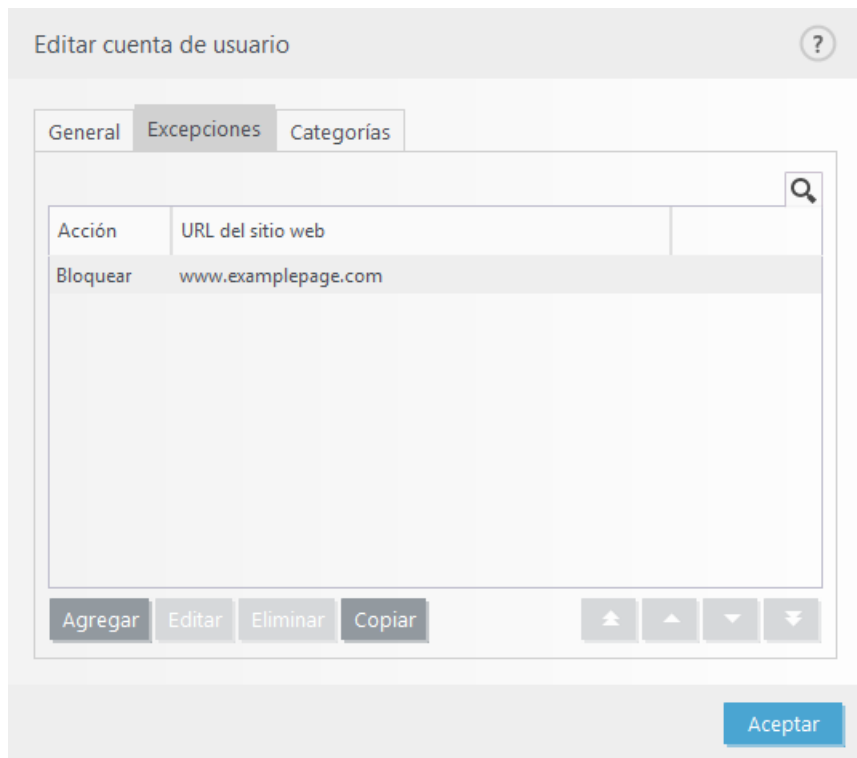 Editar cuenta de usuario ?
General Excepciones Categorías
Acción URL del sitio web
Bloquear www.examplepage.com
Agregar Editar Eliminar Copiar
Aceptar